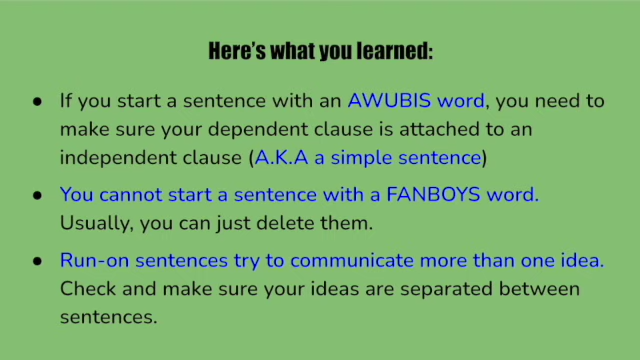 Here's what you learned:
● If you start a sentence with an AWUBIS word, you need to
make sure your dependent clause is attached to an
independent clause (A.K.A a simple sentence)
● You cannot start a sentence with a FANBOYS word.
Usually, you can just delete them.
● Run-on sentences try to communicate more than one idea.
Check and make sure your ideas are separated between
sentences.